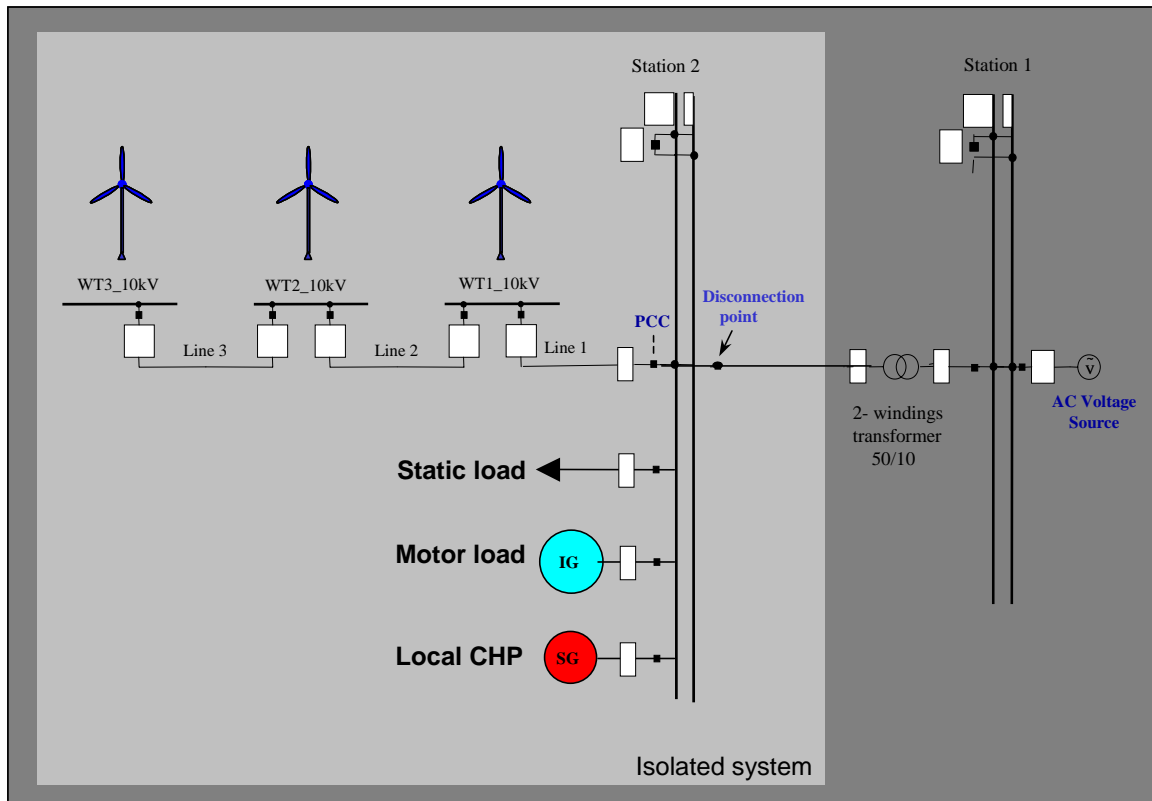 Station 2
Station 1
WT3_10kV
WT2_10kV
WT1_10kV
Disconnection
point
PCC
Line 3
Line 2
Line 1
ṽ
AC Voltage
Source
2- windings
transformer
50/10
Static load
Motor load
IG
Local CHP
SG
Isolated system